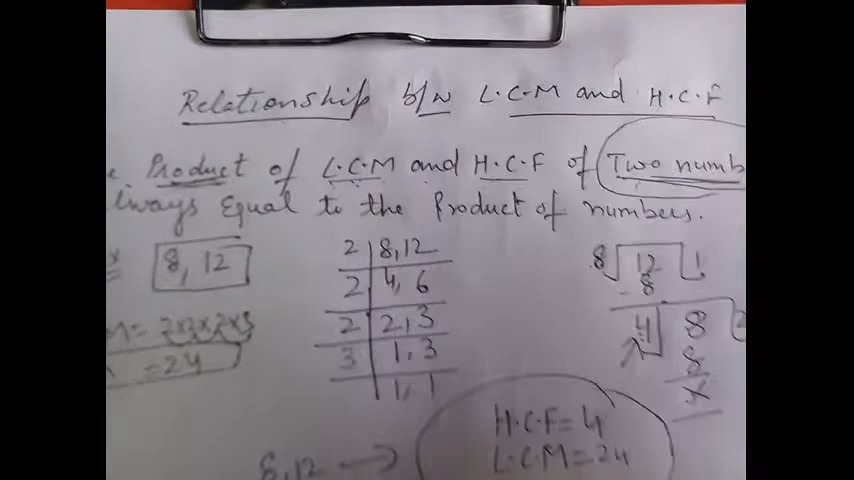 Relationship b/w L.C.M and H.C.F
Product of L.C.M and H.C.F of Two numb
lways Equal to the Product of numbers.
8, 12
M = 2x2x2x3
= 24
2 | 8, 12
2 | 4, 6
2 | 2, 3
3 | 1, 3
1, 1
8 12 1
- 8
4 8 2
8
x
H.C.F = 4
L.C.M = 24
8, 12 →